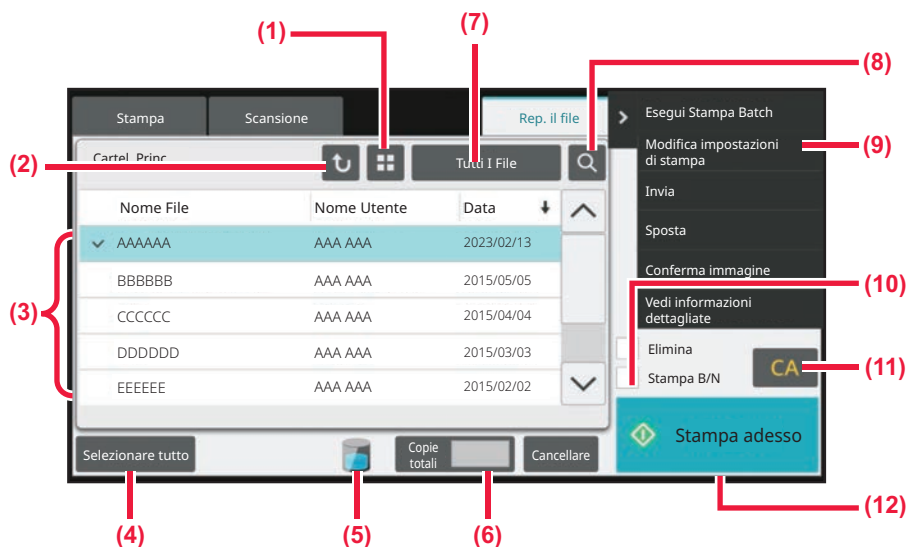 (1)
(7)
(8)
Stampa
Scansione
Rep. il file
Esegui Stampa Batch
(2)
Cartel. Princ.
Tutti I File
Modifica impostazioni
di stampa
(9)
Invia
Nome File
Nome Utente
Data
Sposta
(3)
AAAAAA
AAA AAA
2023/02/13
BBBBBB
AAA AAA
2015/05/05
Conferma immagine
(10)
CCCCCC
AAA AAA
2015/04/04
Vedi informazioni
dettagliate
DDDDDD
AAA AAA
2015/03/03
Elimina
EEEEEE
AAA AAA
2015/02/02
Stampa B/N
CA
(11)
Selezionare tutto
Copie
totali
Cancellare
Stampa adesso
(12)
(4)
(5)
(6)